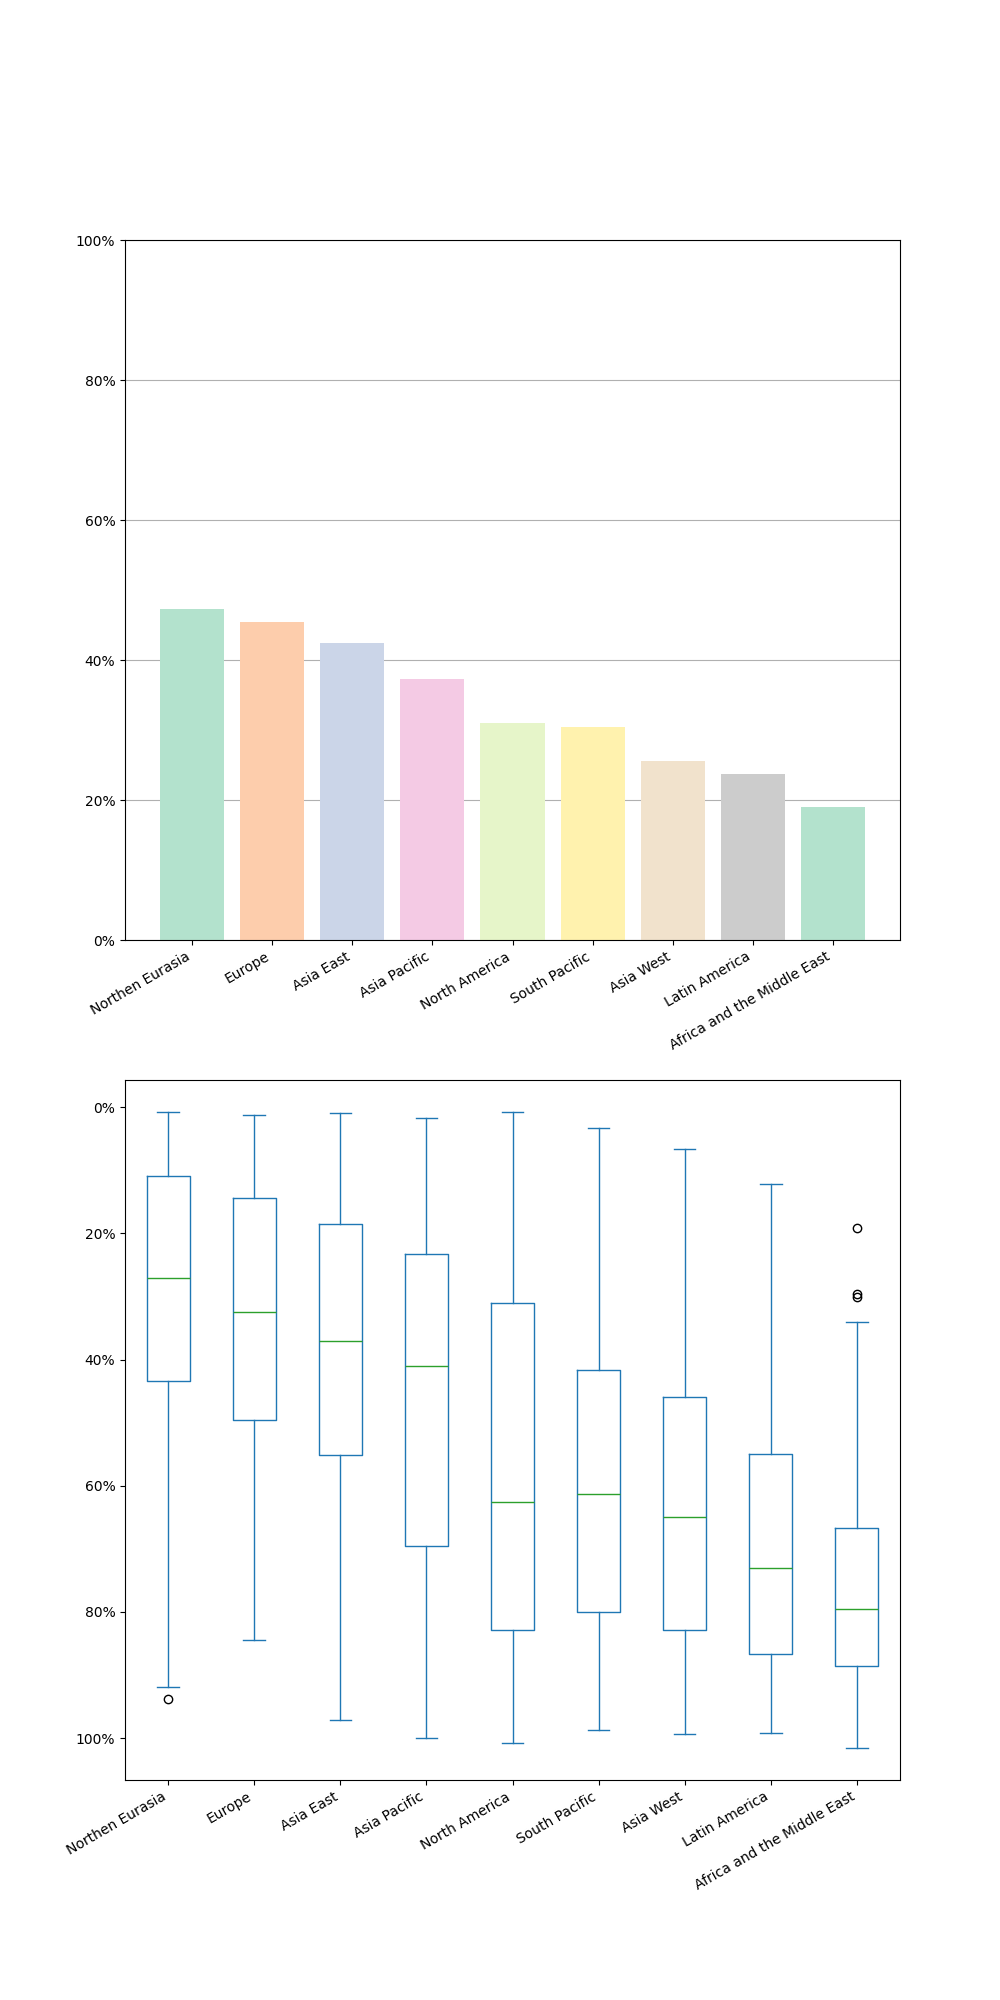 100%
80%
60%
40%
20%
0%
Northen Eurasia
Europe
Asia East
Asia Pacific
North America
South Pacific
Asia West
Latin America
Africa and the Middle East
0%
20%
40%
60%
80%
100%
Northen Eurasia
Europe
Asia East
Asia Pacific
North America
South Pacific
Asia West
Latin America
Africa and the Middle East